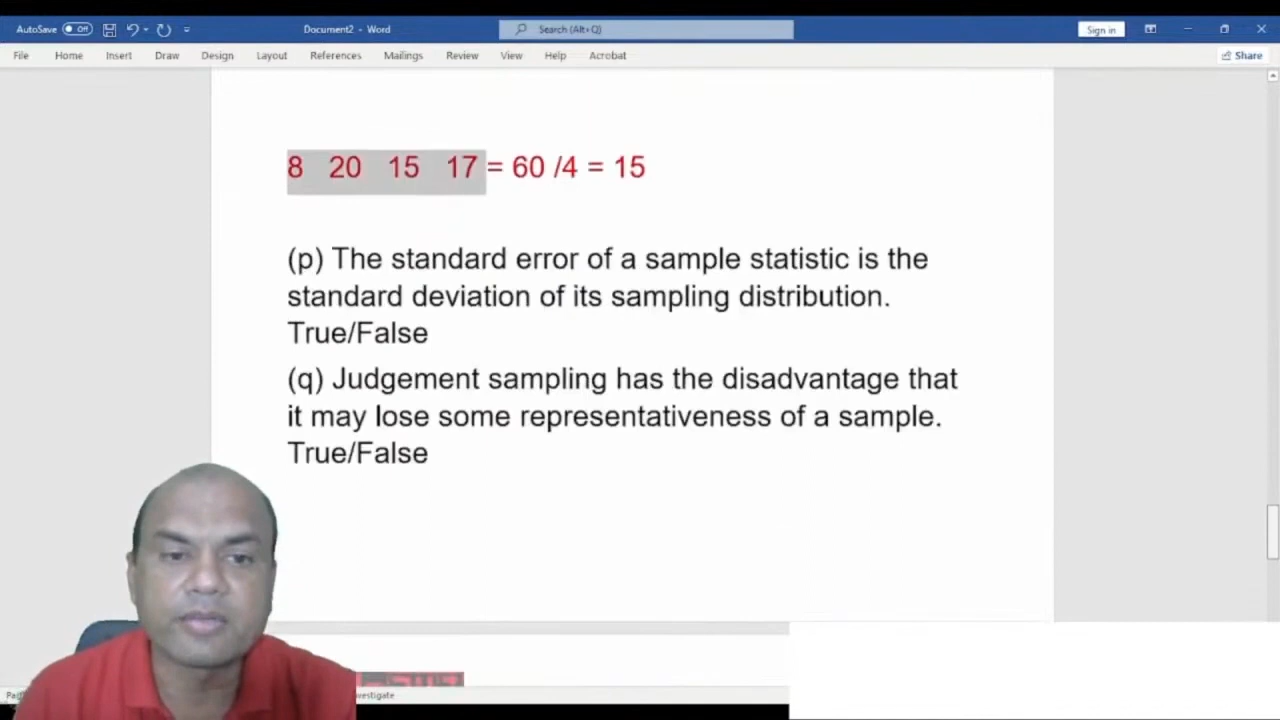 AutoSave Off Document2 - Word Search (Alt+Q) Sign in
File Home Insert Draw Design Layout References Mailings Review View Help Acrobat Share
8 20 15 17 = 60 /4 = 15
(p) The standard error of a sample statistic is the
standard deviation of its sampling distribution.
True/False
(q) Judgement sampling has the disadvantage that
it may lose some representativeness of a sample.
True/False